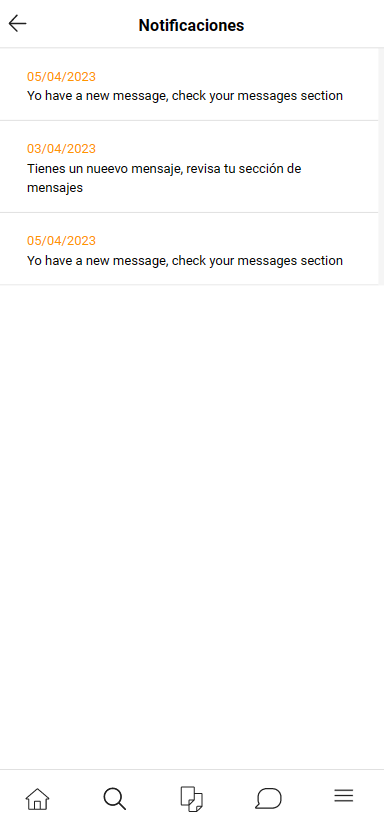 Notificaciones
05/04/2023
Yo have a new message, check your messages section
03/04/2023
Tienes un nueevo mensaje, revisa tu sección de
mensajes
05/04/2023
Yo have a new message, check your messages section